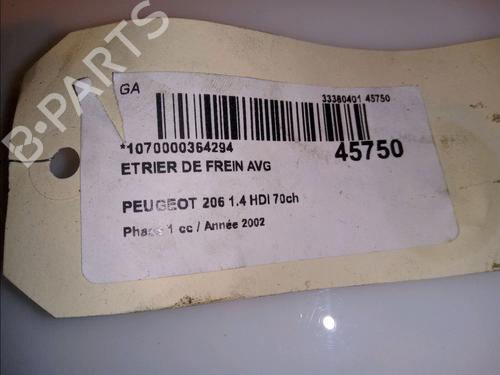 GA
33380401 45750
*1070000364294
45750
ETRIER DE FREIN AVG
PEUGEOT 206 1.4 HDI 70ch
Phase 1 cc / Année 2002
B-PARTS